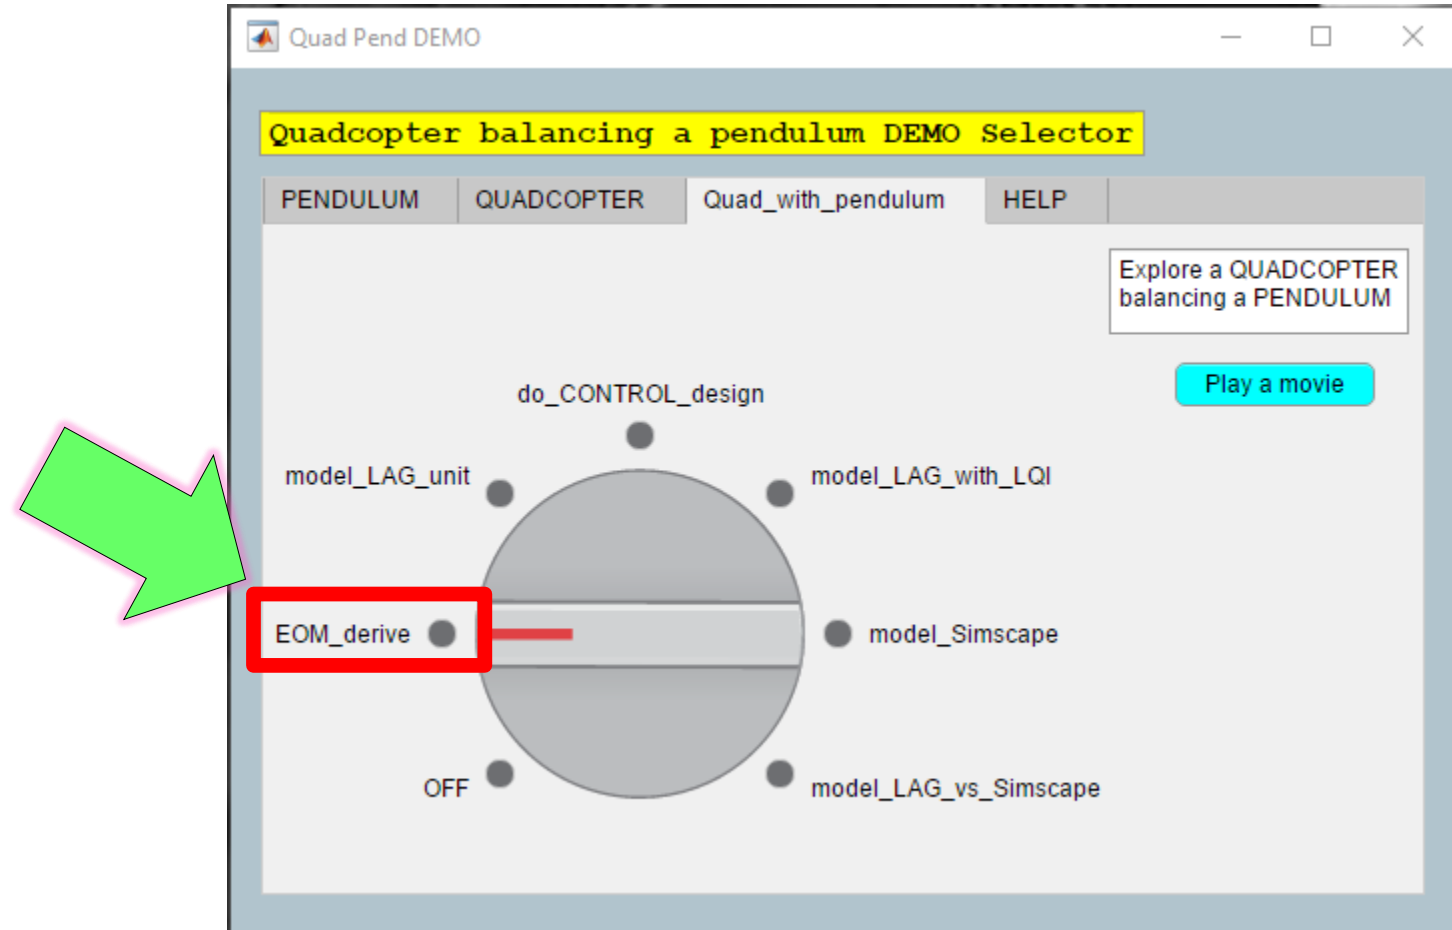 Quad Pend DEMO
Quadcopter balancing a pendulum DEMO Selector
PENDULUM QUADCOPTER Quad_with_pendulum HELP
Explore a QUADCOPTER
balancing a PENDULUM
Play a movie
do_CONTROL_design
model_LAG_unit
model_LAG_with_LQI
EOM_derive
model_Simscape
OFF
model_LAG_vs_Simscape